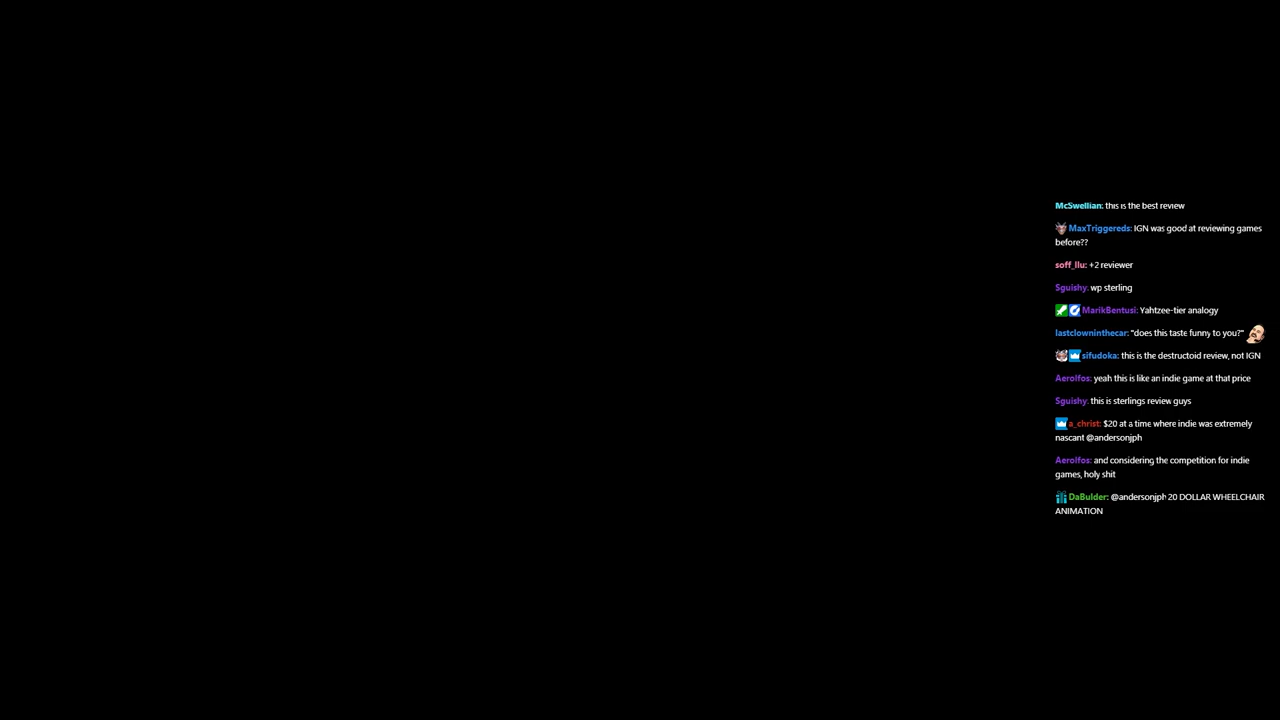 McSwellian: this is the best review
MaxTriggereds: IGN was good at reviewing games
before??
soff_llu: +2 reviewer
Sguishy: wp sterling
MarikBentusi: Yahtzee-tier analogy
lastclowninthecar: "does this taste funny to you?"
sifudoka: this is the destructoid review, not IGN
Aerolfos: yeah this is like an indie game at that price
Sguishy: this is sterlings review guys
a_christ: $20 at a time where indie was extremely
nascant @andersonjph
Aerolfos: and considering the competition for indie
games, holy shit
DaBulder: @andersonjph 20 DOLLAR WHEELCHAIR
ANIMATION